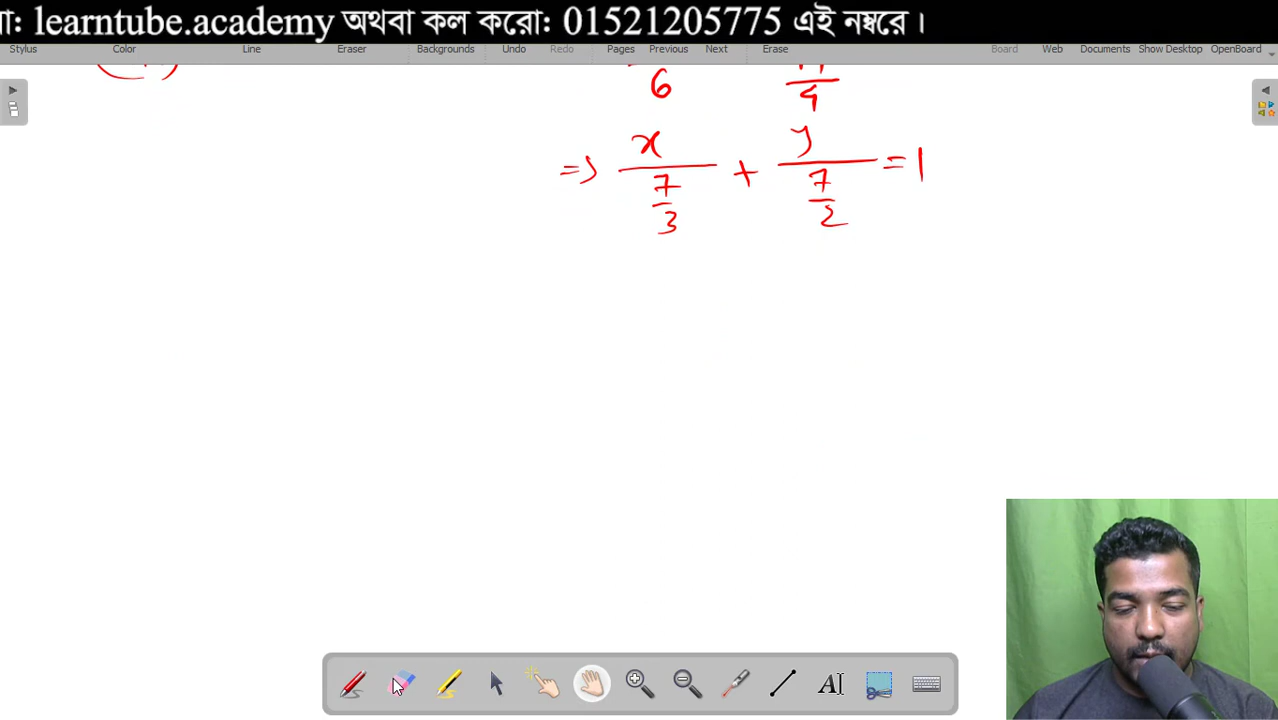 াঃ learntube.academy অথবা কল করোঃ 01521205775 এই নম্বরে।
Stylus Color Line Eraser Backgrounds Undo Redo Pages Previous Next Erase Board Web Documents Show Desktop OpenBoard
6 4
=> x/(7/3) + y/(7/2) = 1